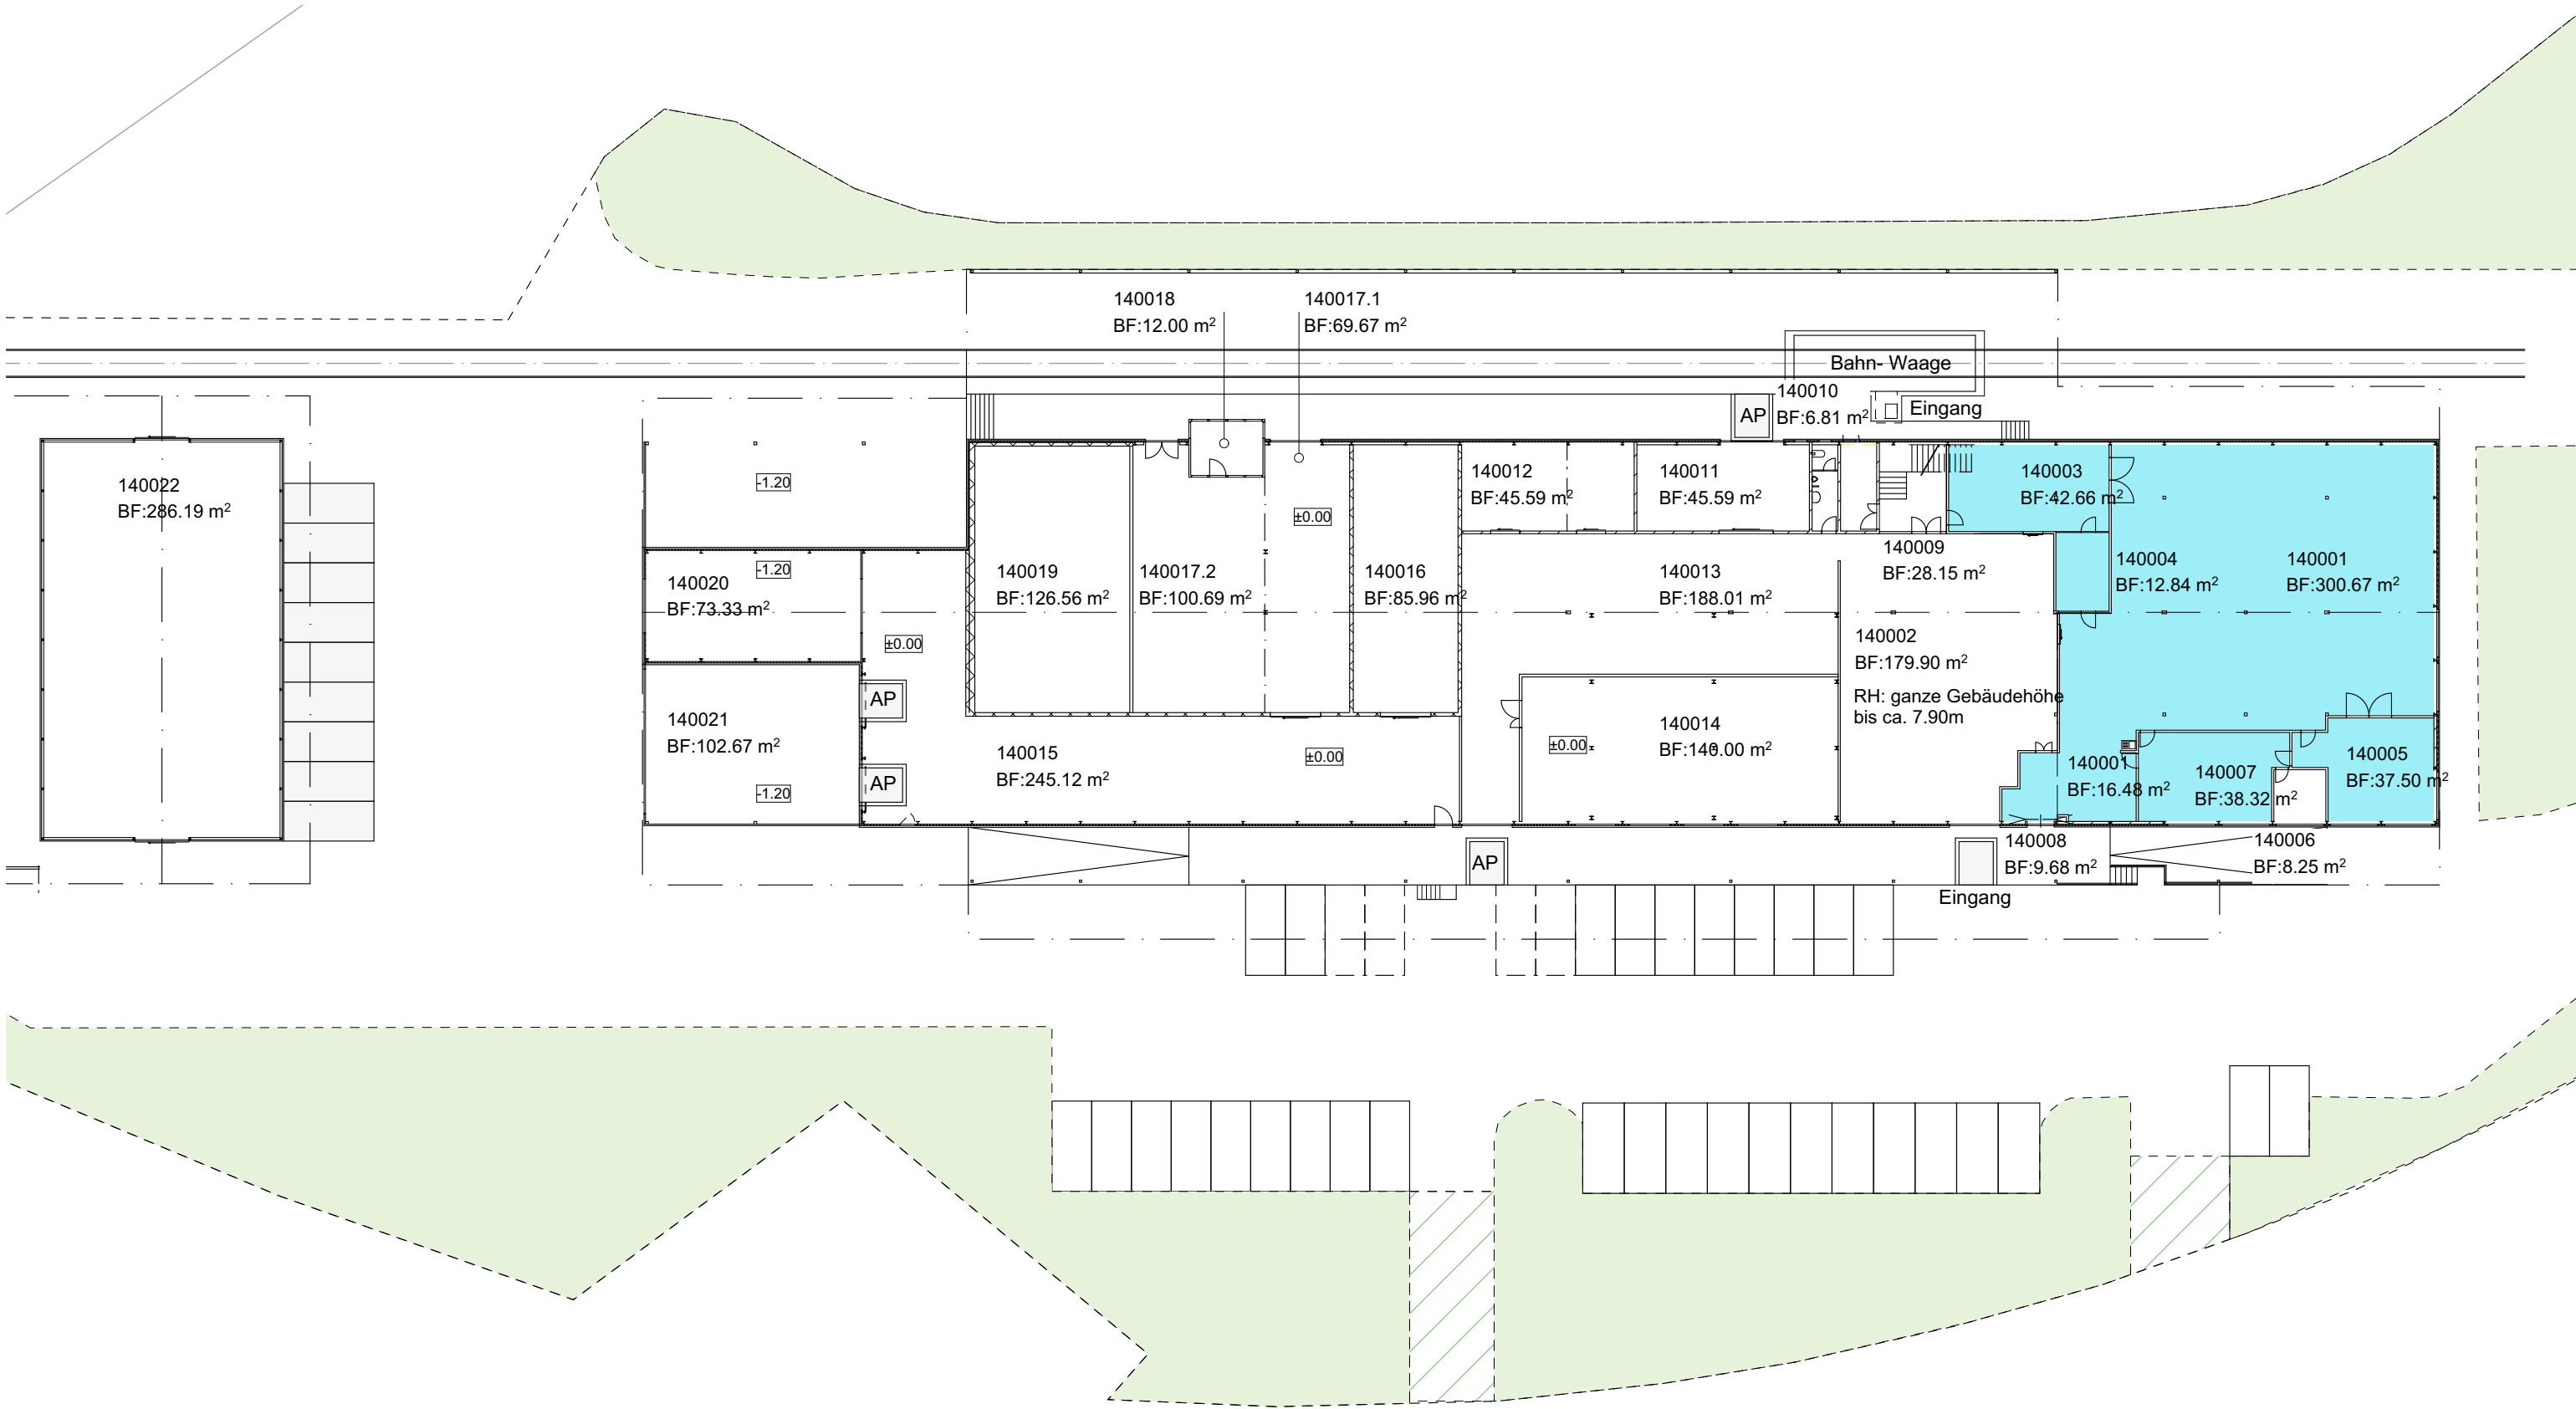 140018
BF:12.00 m²
140017.1
BF:69.67 m²
Bahn- Waage
140010
BF:6.81 m²
AP
Eingang
140022
BF:286.19 m²
-1.20
140012
BF:45.59 m²
140011
BF:45.59 m²
140003
BF:42.66 m²
±0.00
140009
BF:28.15 m²
140020
BF:73.33 m²
-1.20
140019
BF:126.56 m²
140017.2
BF:100.69 m²
140016
BF:85.96 m²
140013
BF:188.01 m²
140004
BF:12.84 m²
140001
BF:300.67 m²
±0.00
140002
BF:179.90 m²
RH: ganze Gebäudehöhe
bis ca. 7.90m
AP
140021
BF:102.67 m²
140014
BF:140.00 m²
±0.00
140015
BF:245.12 m²
±0.00
140001
BF:16.48 m²
140007
BF:38.32 m²
140005
BF:37.50 m²
AP
-1.20
140008
BF:9.68 m²
140006
BF:8.25 m²
AP
Eingang